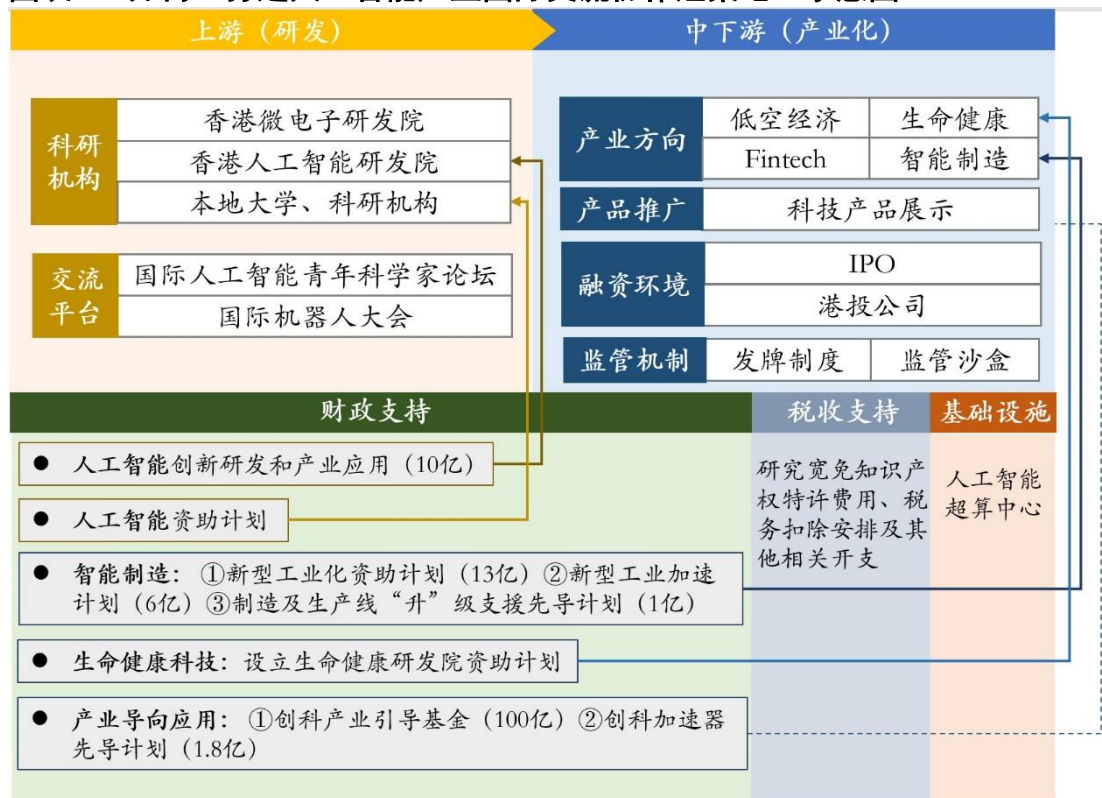 上游（研发）
中下游（产业化）
科研
机构
香港微电子研发院
香港人工智能研发院
本地大学、科研机构
交流
平台
国际人工智能青年科学家论坛
国际机器人大会
产业方向
低空经济
生命健康
Fintech
智能制造
产品推广
科技产品展示
融资环境
IPO
港投公司
监管机制
发牌制度
监管沙盒
财政支持
● 人工智能创新研发和产业应用（10亿）
● 人工智能资助计划
● 智能制造：①新型工业化资助计划（13亿）②新型工业加速
计划（6亿）③制造及生产线“升”级支援先导计划（1亿）
● 生命健康科技：设立生命健康研发院资助计划
● 产业导向应用：①创科产业引导基金（100亿）②创科加速器
先导计划（1.8亿）
税收支持
研究宽免知识产
权特许费用、税
务扣除安排及其
他相关开支
基础设施
人工智能
超算中心